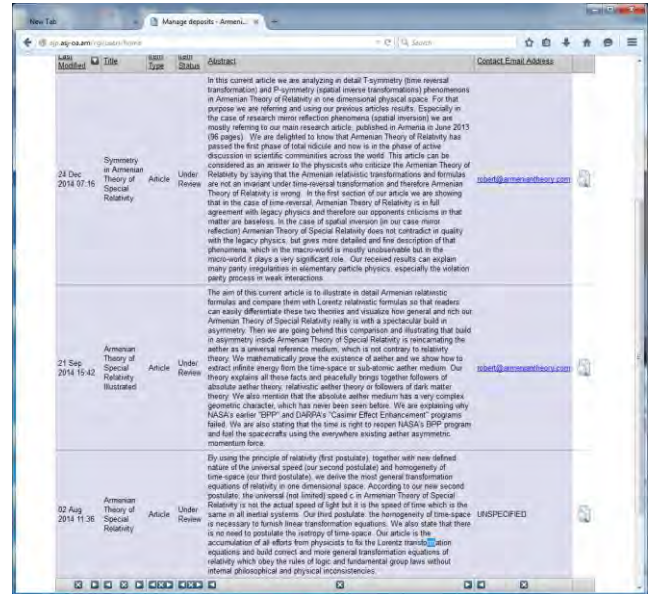 New Tab
Manage deposits - Armeni...
Search
Last Modified Title Item Type Item Status Abstract Contact Email Address
In this current article we are analyzing in detail T-symmetry (time reversal
transformation) and P-symmetry (spatial inverse transformations) phenomenons
in Armenian Theory of Relativity in one dimensional physical space. For that
purpose we are referring and using our previous articles results. Especially in
the case of research mirror reflection phenomena (spatial inversion) we are
mostly referring to our main research article, published in Armenia in June 2013
(96 pages). We are delighted to know that Armenian Theory of Relativity has
passed the first phase of total ridicule and now is in the phase of active
discussion in scientific communities across the world. This article can be
considered as an answer to the physicists who criticize the Armenian Theory of
24 Dec 2014 07:16
Symmetry in Armenian Theory of Special Relativity
Article
Under Review
Relativity by saying that the Armenian relativistic transformations and formulas
are not an invariant under time-reversal transformation and therefore Armenian
Theory of Relativity is wrong. In the first section of our article we are showing
that in the case of time-reversal, Armenian Theory of Relativity is in full
agreement with legacy physics and therefore our opponents criticisms in that
matter are baseless. In the case of spatial inversion (in our case mirror
reflection) Armenian Theory of Special Relativity does not contradict in quality
with the legacy physics, but gives more detailed and fine description of that
phenomena, which in the macro-world is mostly unobservable but in the
micro-world it plays a very significant role. Our received results can explain
many parity irregularities in elementary particle physics, especially the violation
parity process in weak interactions.
robert@armeniantheory.com
The aim of this current article is to illustrate in detail Armenian relativistic
formulas and compare them with Lorentz relativistic formulas so that readers
can easily differentiate these two theories and visualize how general and rich our
Armenian Theory of Special Relativity really is with a spectacular build in
asymmetry. Then we are going behind this comparison and illustrating that build
in asymmetry inside Armenian Theory of Special Relativity is reincarnating the
aether as a universal reference medium, which is not contrary to relativity
21 Sep 2014 15:42
Armenian Theory of Special Relativity Illustrated
Article
Under Review
theory. We mathematically prove the existence of aether and we show how to
extract infinite energy from the time-space or sub-atomic aether medium. Our
theory explains all these facts and peacefully brings together followers of
absolute aether theory, relativistic aether theory or followers of dark matter
theory. We also mention that the absolute aether medium has a very complex
geometric character, which has never been seen before. We are explaining why
NASA's earlier "BPP" and DARPA's "Casimir Effect Enhancement" programs
failed. We are also stating that the time is right to reopen NASA's BPP program
and fuel the spacecrafts using the everywhere existing aether asymmetric
momentum force.
robert@armeniantheory.com
By using the principle of relativity (first postulate), together with new defined
nature of the universal speed (our second postulate) and homogeneity of
time-space (our third postulate), we derive the most general transformation
equations of relativity in one dimensional space. According to our new second
postulate, the universal (not limited) speed c in Armenian Theory of Special
02 Aug 2014 11:36
Armenian Theory of Special Relativity
Article
Under Review
Relativity is not the actual speed of light but it is the speed of time which is the
same in all inertial systems. Our third postulate: the homogeneity of time-space
is necessary to furnish linear transformation equations. We also state that there
is no need to postulate the isotropy of time-space. Our article is the
accumulation of all efforts from physicists to fix the Lorentz transformation
equations and build correct and more general transformation equations of
relativity which obey the rules of logic and fundamental group laws without
internal philosophical and physical inconsistencies.
UNSPECIFIED